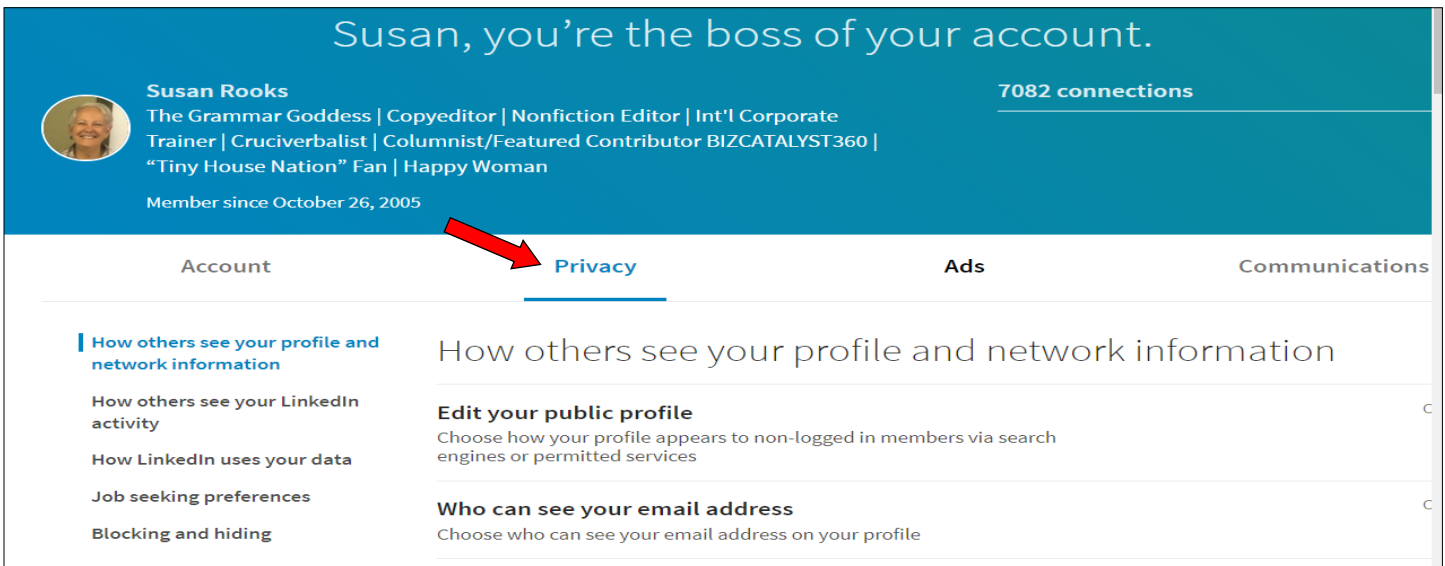 Susan, you’re the boss of your account.
Susan Rooks
7082 connections
The Grammar Goddess | Copyeditor | Nonfiction Editor | Int'l Corporate
Trainer | Cruciverbalist | Columnist/Featured Contributor BIZCATALYST360 |
“Tiny House Nation” Fan | Happy Woman
Member since October 26, 2005
Account
Privacy
Ads
Communications
How others see your profile and
network information
How others see your LinkedIn
activity
How LinkedIn uses your data
Job seeking preferences
Blocking and hiding
How others see your profile and network information
Edit your public profile
Choose how your profile appears to non-logged in members via search
engines or permitted services
Who can see your email address
Choose who can see your email address on your profile